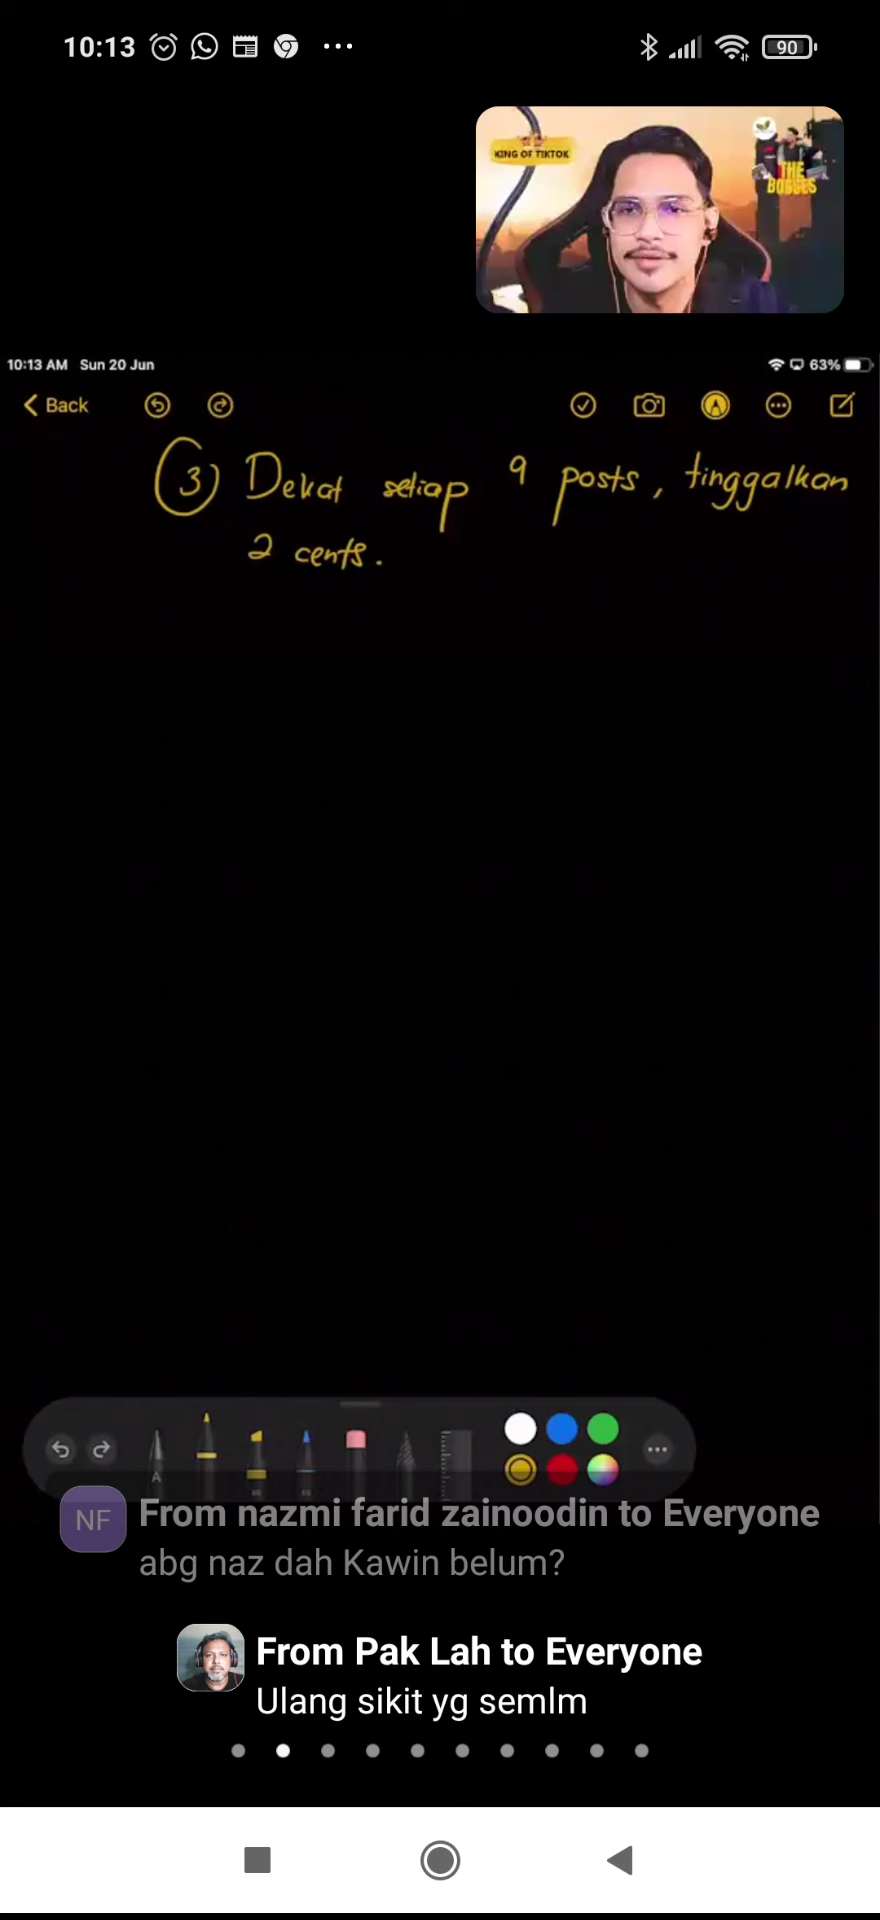 10:13
90
KING OF TIKTOK
THE
BOSSES
10:13 AM Sun 20 Jun
63%
Back
3 Dekat setiap 9 posts, tinggalkan
2 cents.
A
NF
From nazmi farid zainoodin to Everyone
abg naz dah Kawin belum?
From Pak Lah to Everyone
Ulang sikit yg semlm